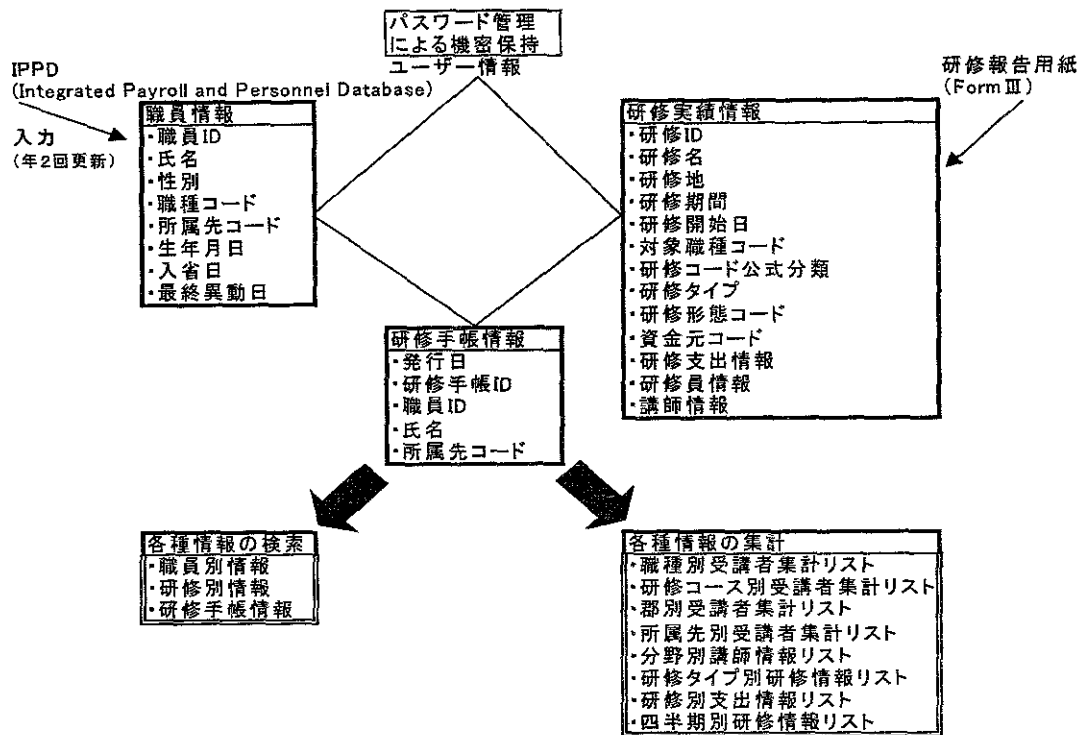 パスワード管理
による機密保持
ユーザー情報
IPPD
(Integrated Payroll and Personnel Database)
入力
(年2回更新)
研修報告用紙
(FormⅢ)
職員情報
・職員ID
・氏名
・性別
・職種コード
・所属先コード
・生年月日
・入省日
・最終異動日
研修実績情報
・研修ID
・研修名
・研修地
・研修期間
・研修開始日
・対象職種コード
・研修コード公式分類
・研修タイプ
・研修形態コード
・資金元コード
・研修支出情報
・研修員情報
・講師情報
研修手帳情報
・発行日
・研修手帳ID
・職員ID
・氏名
・所属先コード
各種情報の検索
・職員別情報
・研修別情報
・研修手帳情報
各種情報の集計
・職種別受講者集計リスト
・研修コース別受講者集計リスト
・郡別受講者集計リスト
・所属先別受講者集計リスト
・分野別講師情報リスト
・研修タイプ別研修情報リスト
・研修別支出情報リスト
・四半期別研修情報リスト